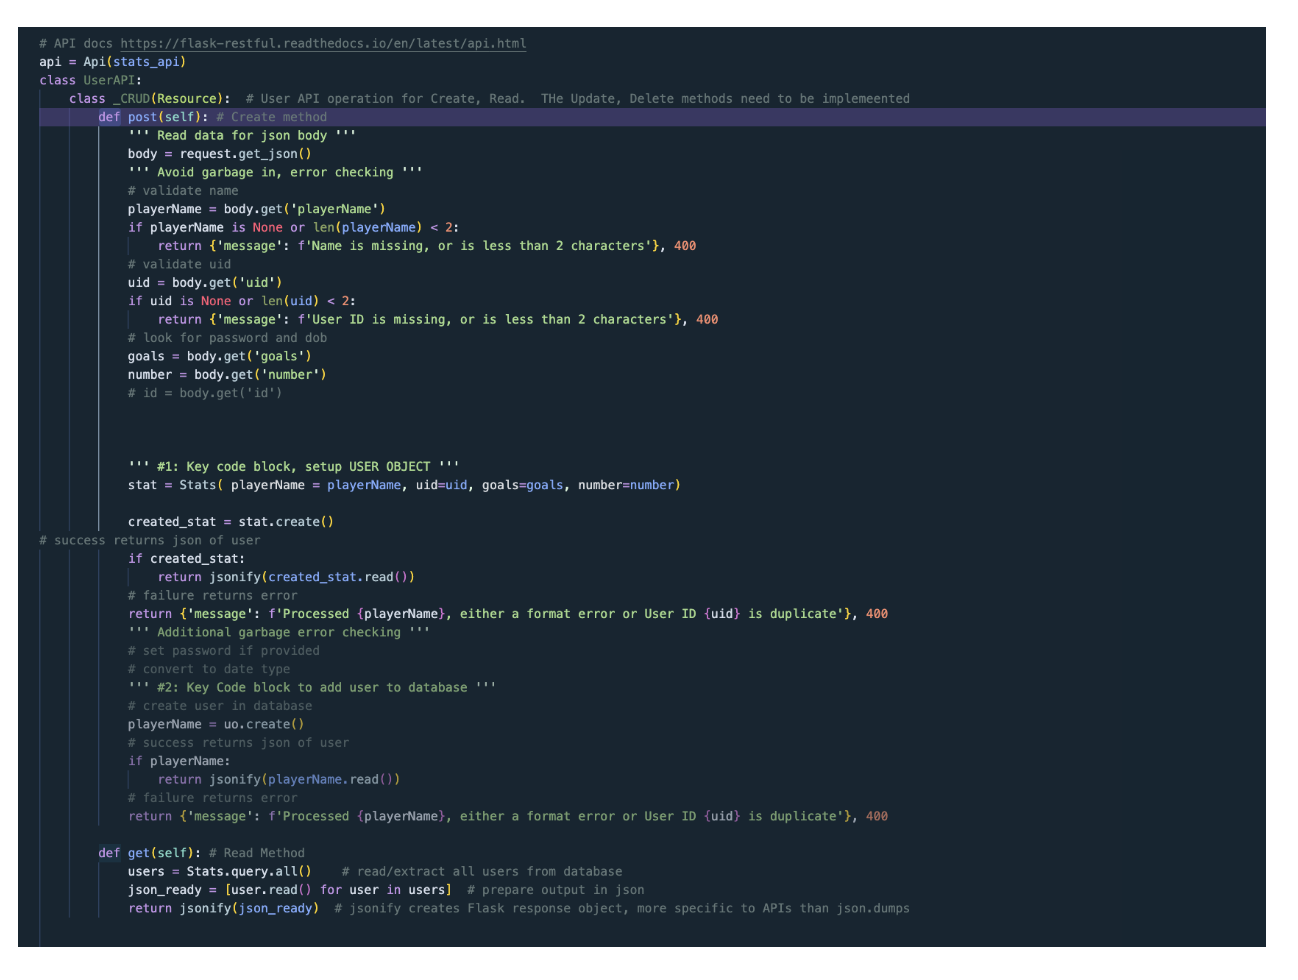 # API docs https://flask-restful.readthedocs.io/en/latest/api.html
api = Api(stats_api)
class UserAPI:
    class _CRUD(Resource):  # User API operation for Create, Read.  THe Update, Delete methods need to be implemeented
        def post(self): # Create method
            ''' Read data for json body '''
            body = request.get_json()
            ''' Avoid garbage in, error checking '''
            # validate name
            playerName = body.get('playerName')
            if playerName is None or len(playerName) < 2:
                return {'message': f'Name is missing, or is less than 2 characters'}, 400
            # validate uid
            uid = body.get('uid')
            if uid is None or len(uid) < 2:
                return {'message': f'User ID is missing, or is less than 2 characters'}, 400
            # look for password and dob
            goals = body.get('goals')
            number = body.get('number')
            # id = body.get('id')
            ''' #1: Key code block, setup USER OBJECT '''
            stat = Stats( playerName = playerName, uid=uid, goals=goals, number=number)
            created_stat = stat.create()
# success returns json of user
            if created_stat:
                return jsonify(created_stat.read())
            # failure returns error
            return {'message': f'Processed {playerName}, either a format error or User ID {uid} is duplicate'}, 400
            ''' Additional garbage error checking '''
            # set password if provided
            # convert to date type
            ''' #2: Key Code block to add user to database '''
            # create user in database
            playerName = uo.create()
            # success returns json of user
            if playerName:
                return jsonify(playerName.read())
            # failure returns error
            return {'message': f'Processed {playerName}, either a format error or User ID {uid} is duplicate'}, 400
        def get(self): # Read Method
            users = Stats.query.all()    # read/extract all users from database
            json_ready = [user.read() for user in users]  # prepare output in json
            return jsonify(json_ready)  # jsonify creates Flask response object, more specific to APIs than json.dumps